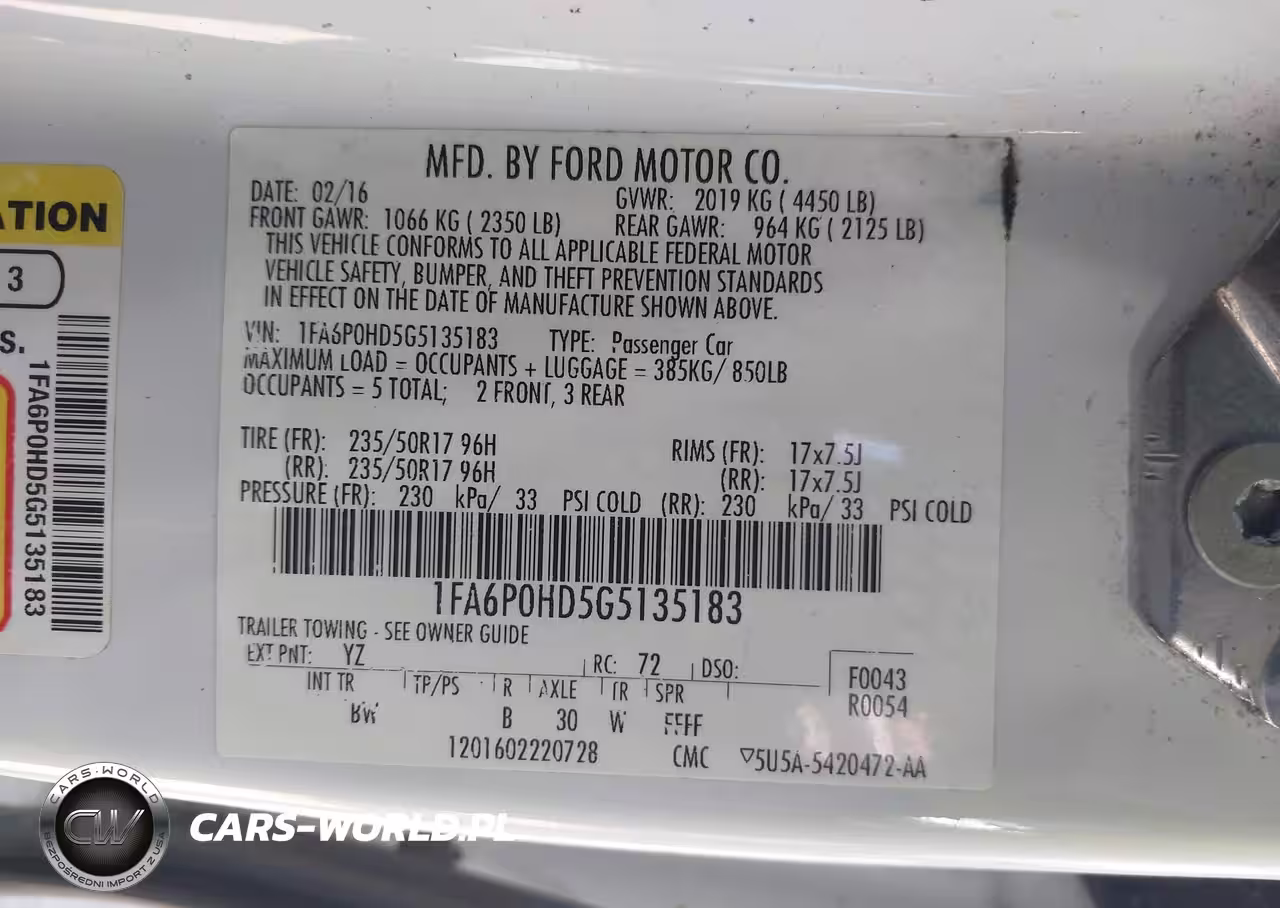 MFD. BY FORD MOTOR CO.
DATE: 02/16 GVWR: 2019 KG ( 4450 LB)
FRONT GAWR: 1066 KG ( 2350 LB) REAR GAWR: 964 KG ( 2125 LB)
THIS VEHICLE CONFORMS TO ALL APPLICABLE FEDERAL MOTOR
VEHICLE SAFETY, BUMPER, AND THEFT PREVENTION STANDARDS
IN EFFECT ON THE DATE OF MANUFACTURE SHOWN ABOVE.
VIN: 1FA6P0HD5G5135183 TYPE: Passenger Car
MAXIMUM LOAD = OCCUPANTS + LUGGAGE = 385KG/ 850LB
OCCUPANTS = 5 TOTAL; 2 FRONT, 3 REAR
TIRE (FR): 235/50R17 96H RIMS (FR): 17x7.5J
(RR): 235/50R17 96H (RR): 17x7.5J
PRESSURE (FR): 230 kPa/ 33 PSI COLD (RR): 230 kPa/ 33 PSI COLD
1FA6P0HD5G5135183
TRAILER TOWING - SEE OWNER GUIDE
EXT PNT: YZ RC: 72 DSO:
INT TR TP/PS R AXLE TR SPR
F0043
R0054
B 30 W FFFF
1201602220728 CMC ▽5U5A-5420472-AA
ATION
3
S.
1FA6P0HD5G5135183
CARS-WORLD
CW
BEZPOŚREDNI IMPORT Z USA
CARS-WORLD.PL